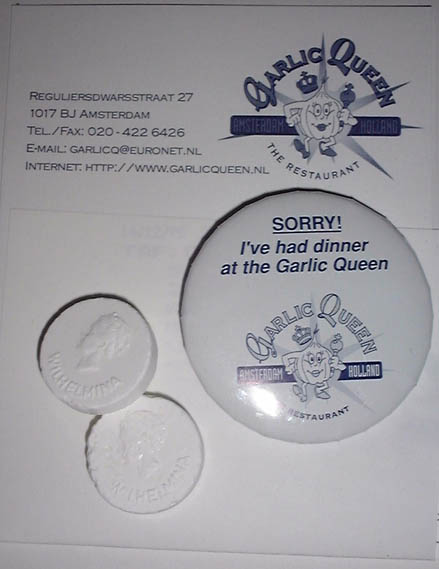 GARLIC QUEEN
AMSTERDAM HOLLAND
THE RESTAURANT
REGULIERSDWARSSTRAAT 27
1017 BJ AMSTERDAM
TEL./FAX: 020-422 6426
E-MAIL: GARLICQ@EURONET.NL
INTERNET: HTTP://WWW.GARLICQUEEN.NL
SORRY!
I've had dinner
at the Garlic Queen
GARLIC QUEEN
AMSTERDAM HOLLAND
RESTAURANT
WILHELMINA
WILHELMINA